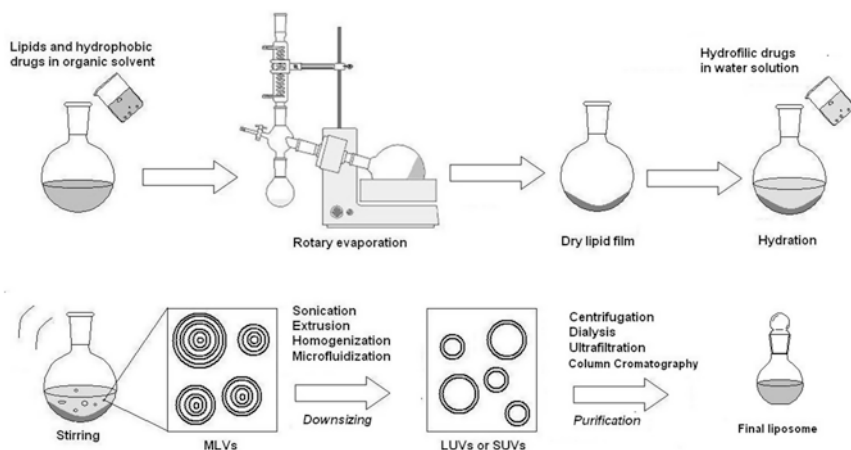 Lipids and hydrophobic
drugs in organic solvent
Hydrofilic drugs
in water solution
Rotary evaporation
Dry lipid film
Hydration
Sonication
Extrusion
Homogenization
Microfluidization
Centrifugation
Dialysis
Ultrafiltration
Column Cromatography
Downsizing
Purification
Stirring
MLVs
LUVs or SUVs
Final liposome